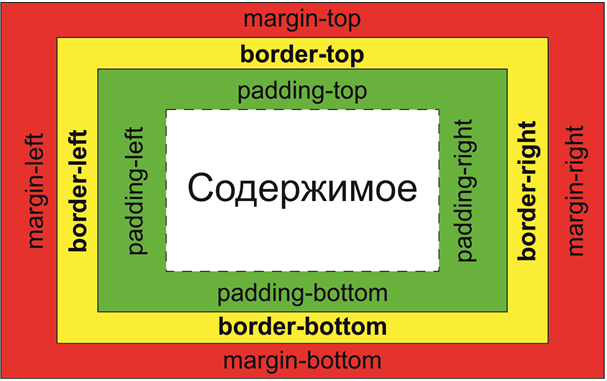 margin-top
border-top
padding-top
margin-left
border-left
padding-left
Содержимое
padding-right
border-right
margin-right
padding-bottom
border-bottom
margin-bottom